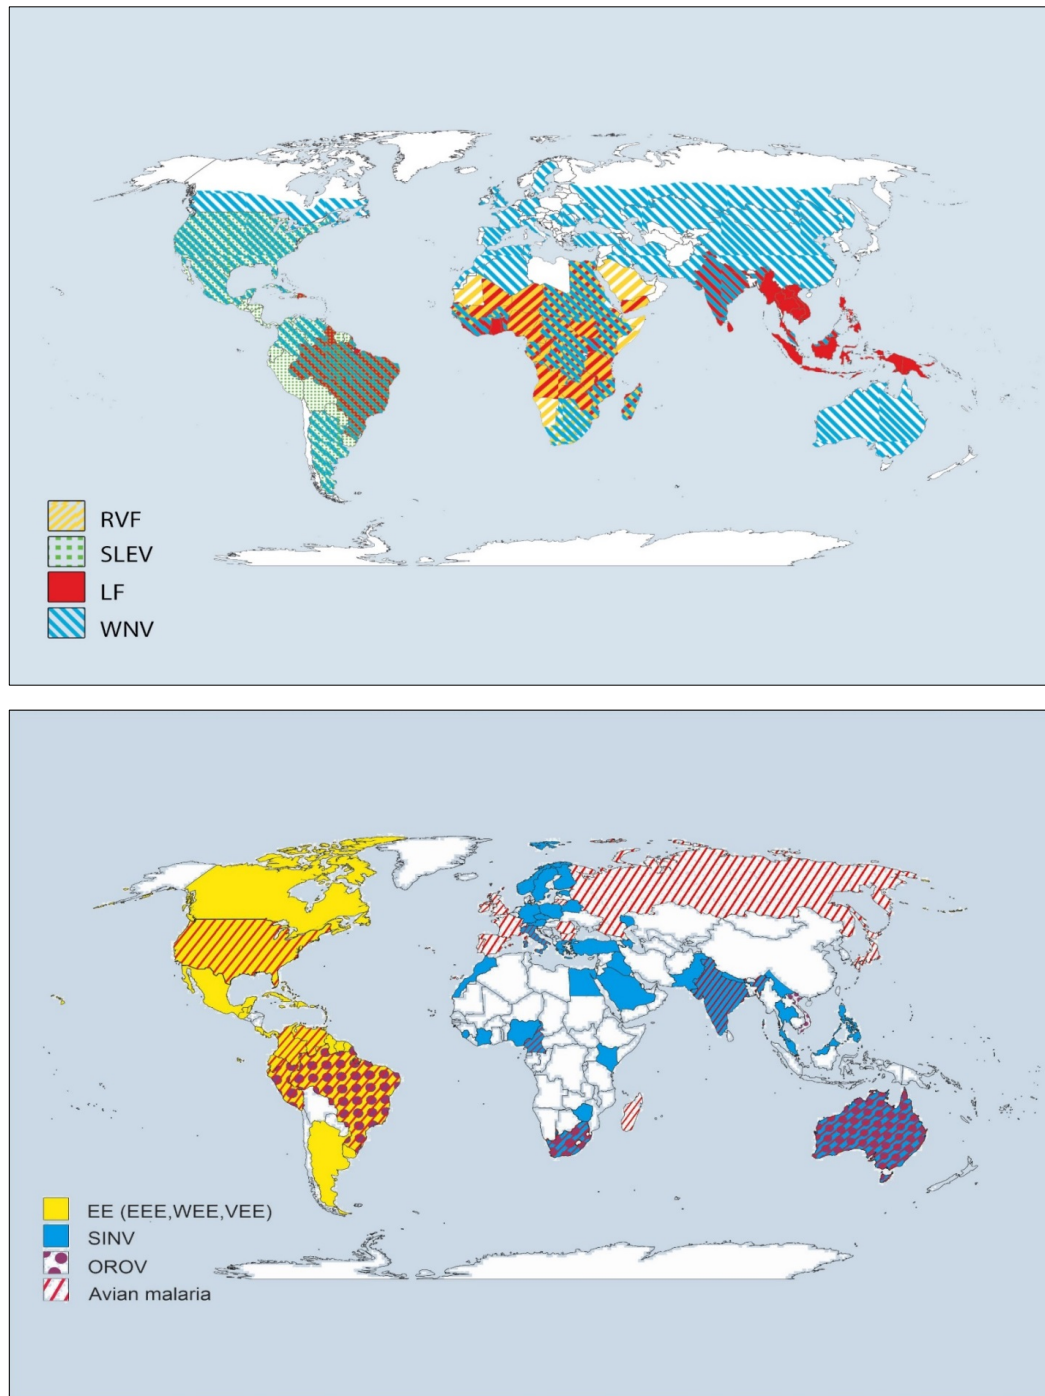 RVF
SLEV
LF
WNV
EE (EEE,WEE,VEE)
SINV
OROV
Avian malaria